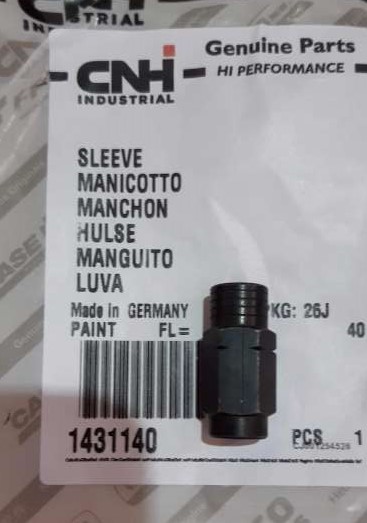 INDUSTRIAL
Genuine Parts
CNH HI PERFORMANCE
INDUSTRIAL
SLEEVE
MANICOTTO
MANCHON
HULSE
MANGUITO
LUVA
Made in GERMANY PKG: 26J
PAINT FL= 40
1431140 PCS 1